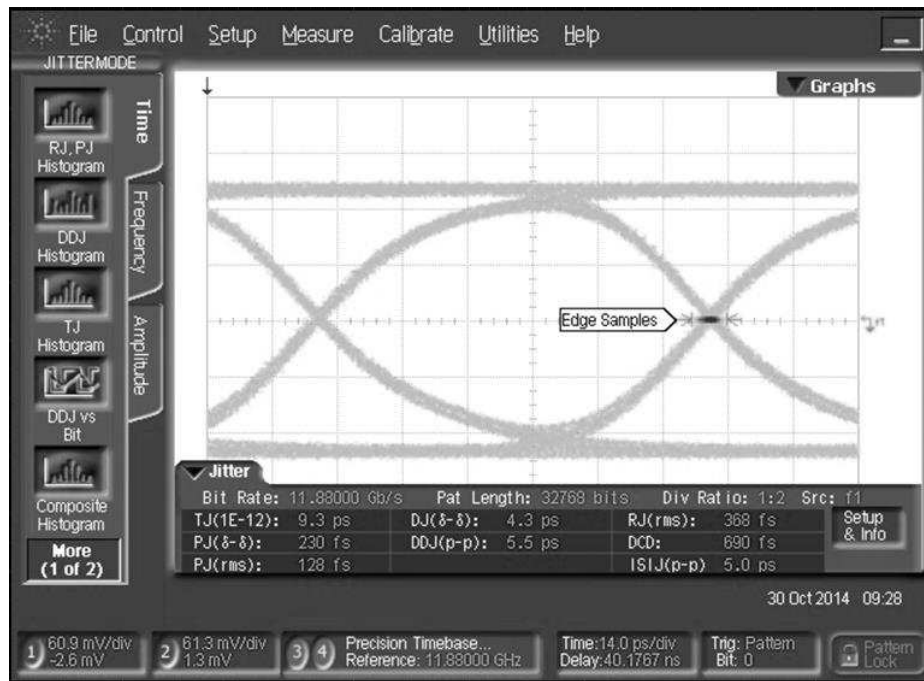 File Control Setup Measure Calibrate Utilities Help
JITTERMODE
Graphs
Time
Frequency
Amplitude
RJ, PJ
Histogram
DDJ
Histogram
TJ
Histogram
DDJ vs
Bit
Composite
Histogram
More
(1 of 2)
Edge Samples
Jitter
Bit Rate: 11.88000 Gb/s Pat Length: 32768 bits Div Ratio: 1:2 Src: f1
TJ(1E-12): 9.3 ps DJ(δ-δ): 4.3 ps RJ(rms): 368 fs
PJ(δ-δ): 230 fs DDJ(p-p): 5.5 ps DCD: 690 fs
PJ(rms): 128 fs ISIJ(p-p) 5.0 ps
Setup
& Info
30 Oct 2014 09:28
1 60.9 mV/div
-2.6 mV
2 61.3 mV/div
1.3 mV
3 4 Precision Timebase...
Reference: 11.88000 GHz
Time:14.0 ps/div
Delay:40.1767 ns
Trig: Pattern
Bit: 0
Pattern
Lock